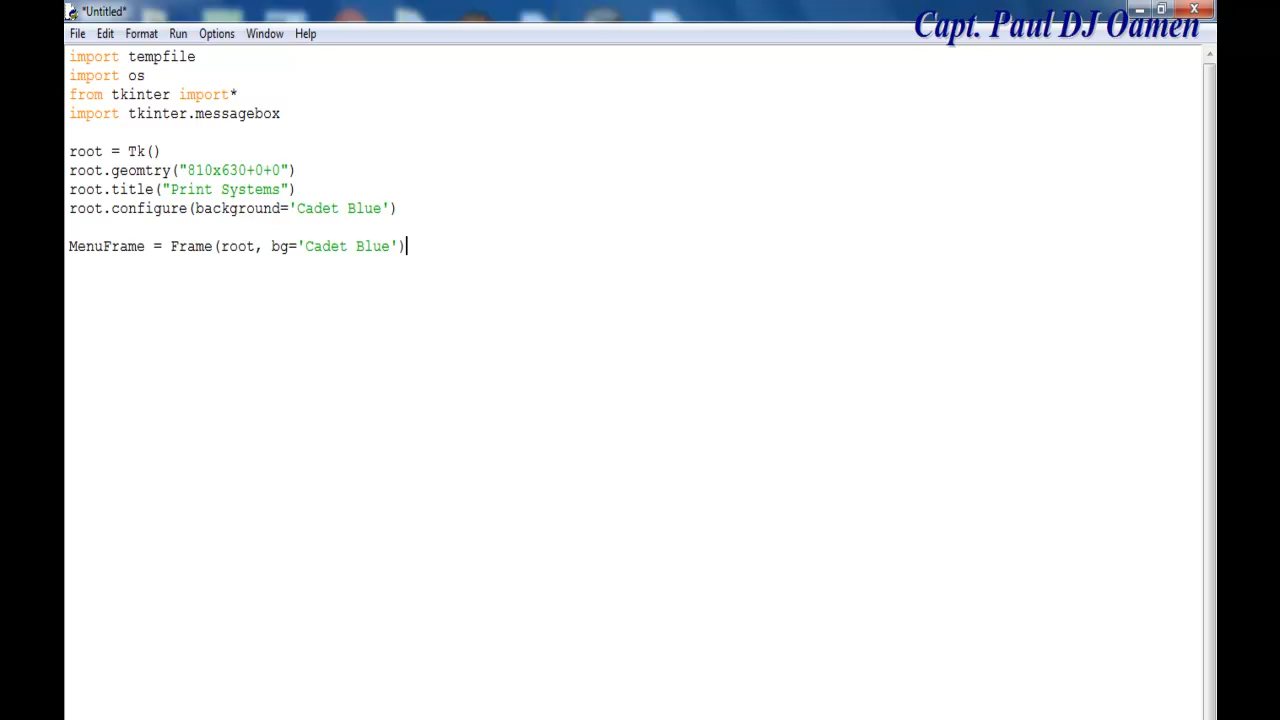 *Untitled*
Capt. Paul DJ Oamen
File Edit Format Run Options Window Help
import tempfile
import os
from tkinter import*
import tkinter.messagebox
root = Tk()
root.geomtry("810x630+0+0")
root.title("Print Systems")
root.configure(background='Cadet Blue')
MenuFrame = Frame(root, bg='Cadet Blue')